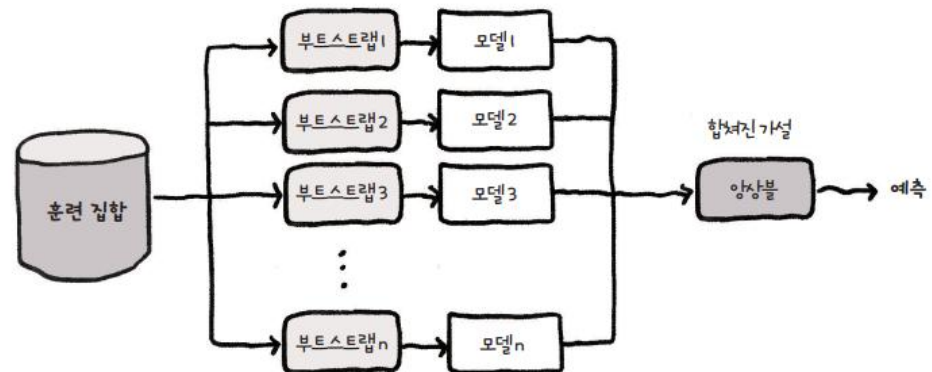 부트스트랩1
모델1
부트스트랩2
모델2
합쳐진 가설
훈련 집합
부트스트랩3
모델3
앙상블
예측
부트스트랩n
모델n